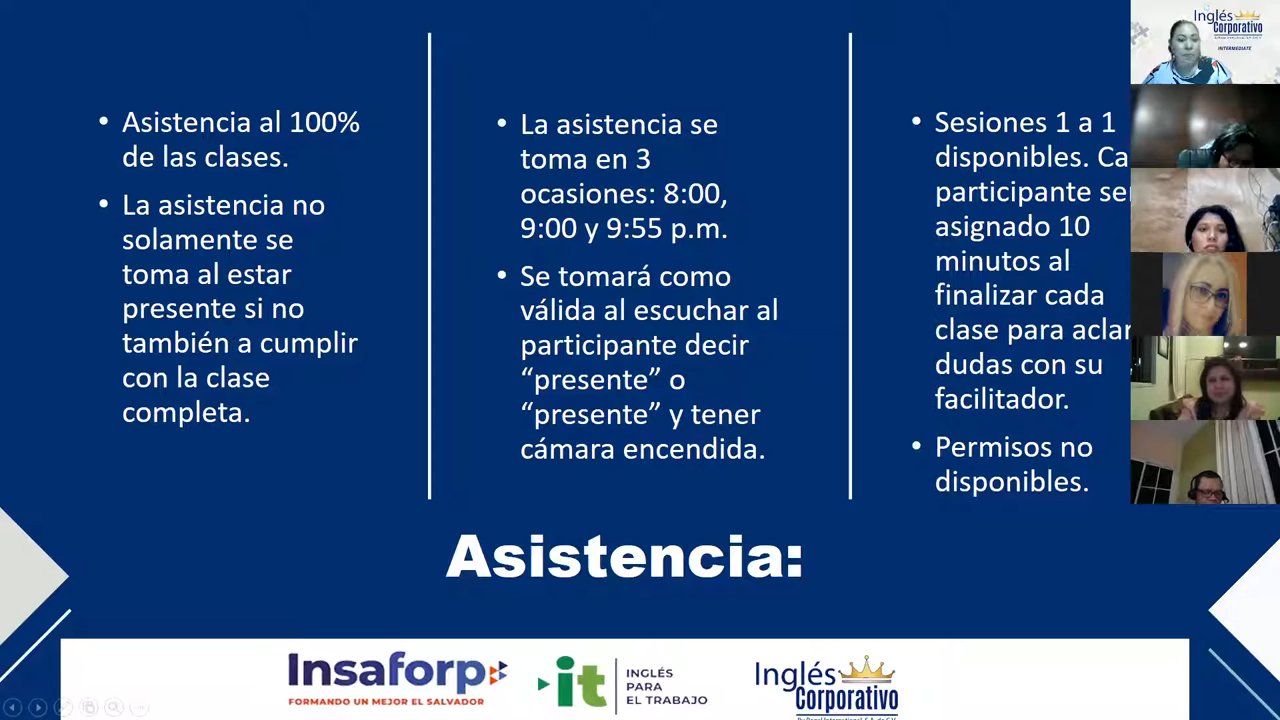 • Asistencia al 100%
de las clases.
• La asistencia no
solamente se
toma al estar
presente si no
también a cumplir
con la clase
completa.
• La asistencia se
toma en 3
ocasiones: 8:00,
9:00 y 9:55 p.m.
• Se tomará como
válida al escuchar al
participante decir
“presente” o
“presente” y tener
cámara encendida.
• Sesiones 1 a 1
disponibles. Ca
participante se
asignado 10
minutos al
finalizar cada
clase para aclar
dudas con su
facilitador.
• Permisos no
disponibles.
Asistencia:
Insaforp
FORMANDO UN MEJOR EL SALVADOR
it
INGLÉS
PARA
EL TRABAJO
Inglés
Corporativo
Inglés
Corporativo
INTERMEDIATE